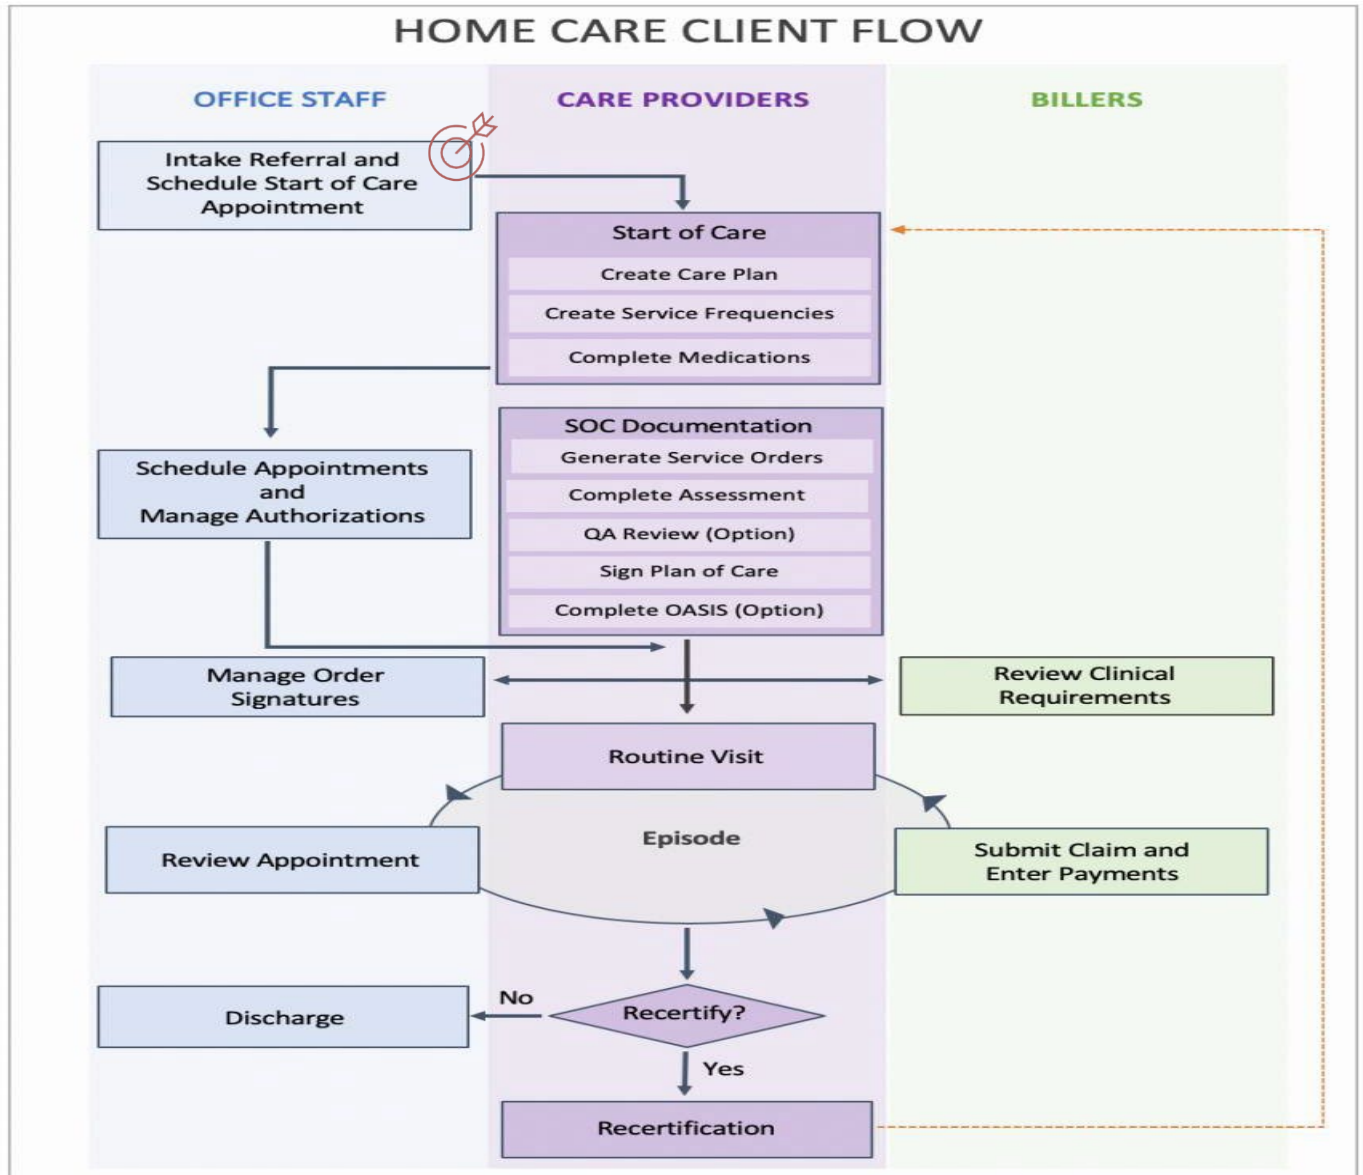 HOME CARE CLIENT FLOW
OFFICE STAFF
CARE PROVIDERS
BILLERS
Intake Referral and
Schedule Start of Care
Appointment
Start of Care
Create Care Plan
Create Service Frequencies
Complete Medications
SOC Documentation
Generate Service Orders
Complete Assessment
QA Review (Option)
Sign Plan of Care
Complete OASIS (Option)
Schedule Appointments
and
Manage Authorizations
Manage Order
Signatures
Review Clinical
Requirements
Routine Visit
Episode
Review Appointment
Submit Claim and
Enter Payments
Recertify?
No
Discharge
Yes
Recertification